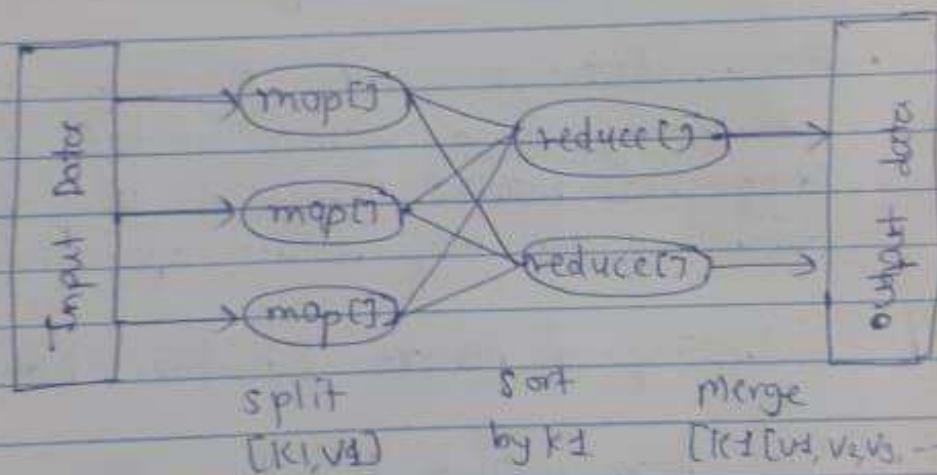 Input Data
map[]
map[]
map[]
reduce[]
reduce[]
output data
split sort merge
[K1, V1] by k1 [K1 [V1, V2, V3, --